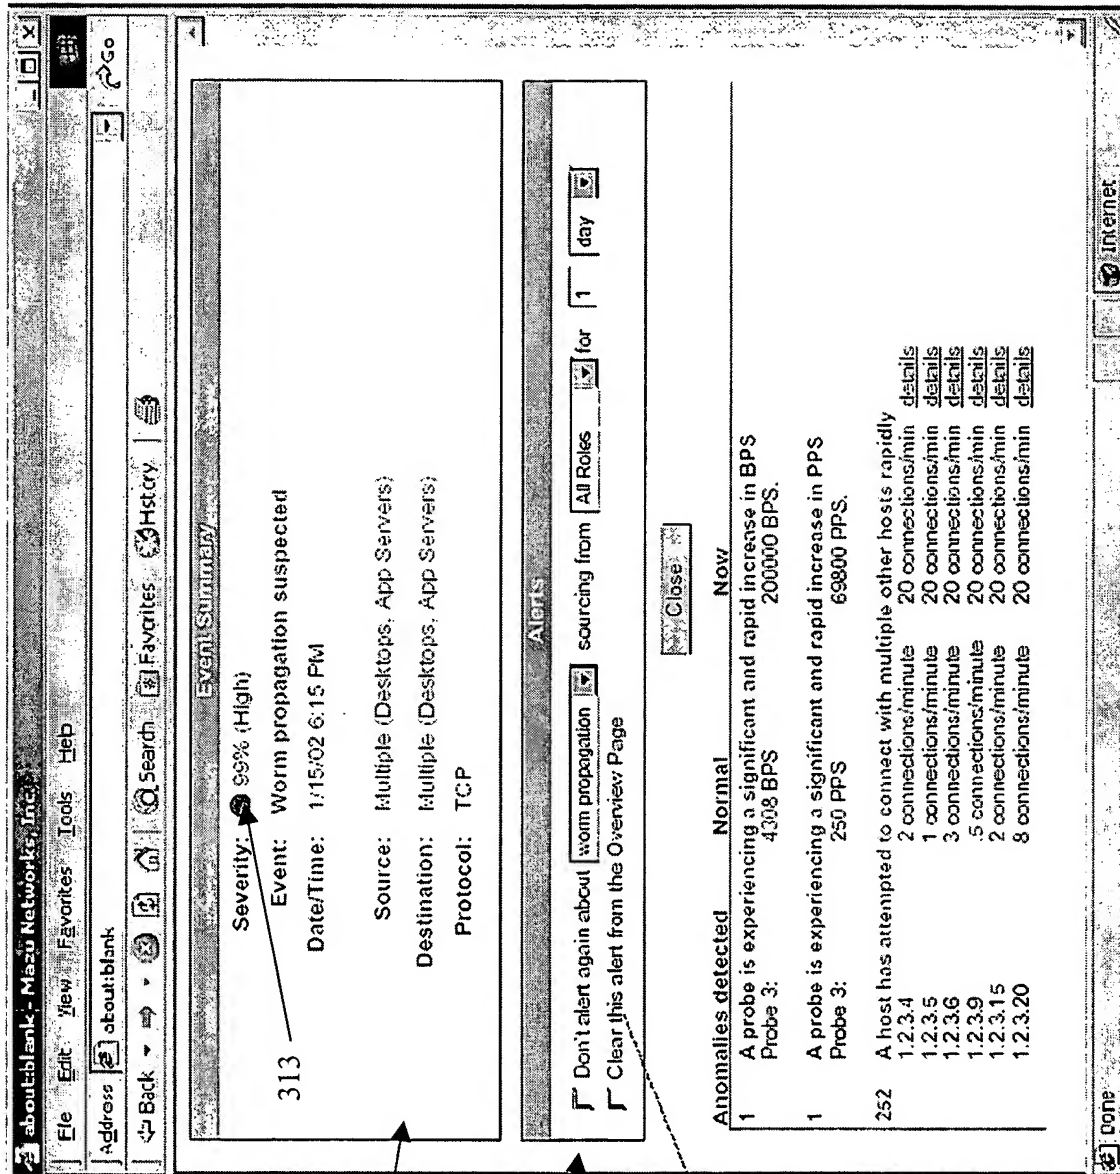 about:blank - Mazu Networks, Inc.
File Edit View Favorites Tools Help
Address about:blank Go
Back Search Favorites History
Event Summary
Severity: 99% (High)
313
Event: Worm propagation suspected
Date/Time: 1/15/02 6:15 PM
Source: Multiple (Desktops, App Servers)
Destination: Multiple (Desktops, App Servers)
Protocol: TCP
Alerts
Don't alert again about worm propagation sourcing from All Roles for 1 day
Clear this alert from the Overview Page
Close
Anomalies detected Normal Now
1 A probe is experiencing a significant and rapid increase in BPS
Probe 3: 4308 BPS 200000 BPS.
1 A probe is experiencing a significant and rapid increase in PPS
Probe 3: 250 PPS 69800 PPS.
252 A host has attempted to connect with multiple other hosts rapidly
1.2.3.4 2 connections/minute 20 connections/min details
1.2.3.5 1 connections/minute 20 connections/min details
1.2.3.6 3 connections/minute 20 connections/min details
1.2.3.9 .5 connections/minute 20 connections/min details
1.2.3.15 2 connections/minute 20 connections/min details
1.2.3.20 8 connections/minute 20 connections/min details
Done Internet